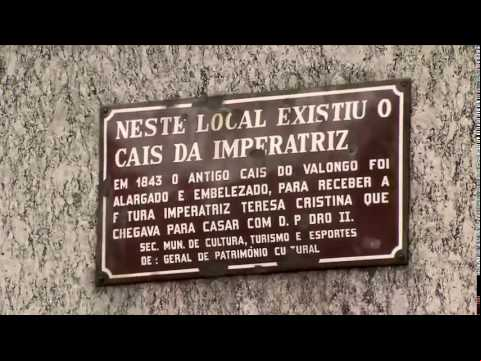 NESTE LOCAL EXISTIU O
CAIS DA IMPERATRIZ
EM 1843 O ANTIGO CAIS DO VALONGO FOI
ALARGADO E EMBELEZADO, PARA RECEBER A
F TURA IMPERATRIZ TERESA CRISTINA QUE
CHEGAVA PARA CASAR COM D. P DRO II.
SEC. MUN. DE CULTURA, TURISMO E ESPORTES
DE : GERAL DE PATRIMÔNIO CU TURAL